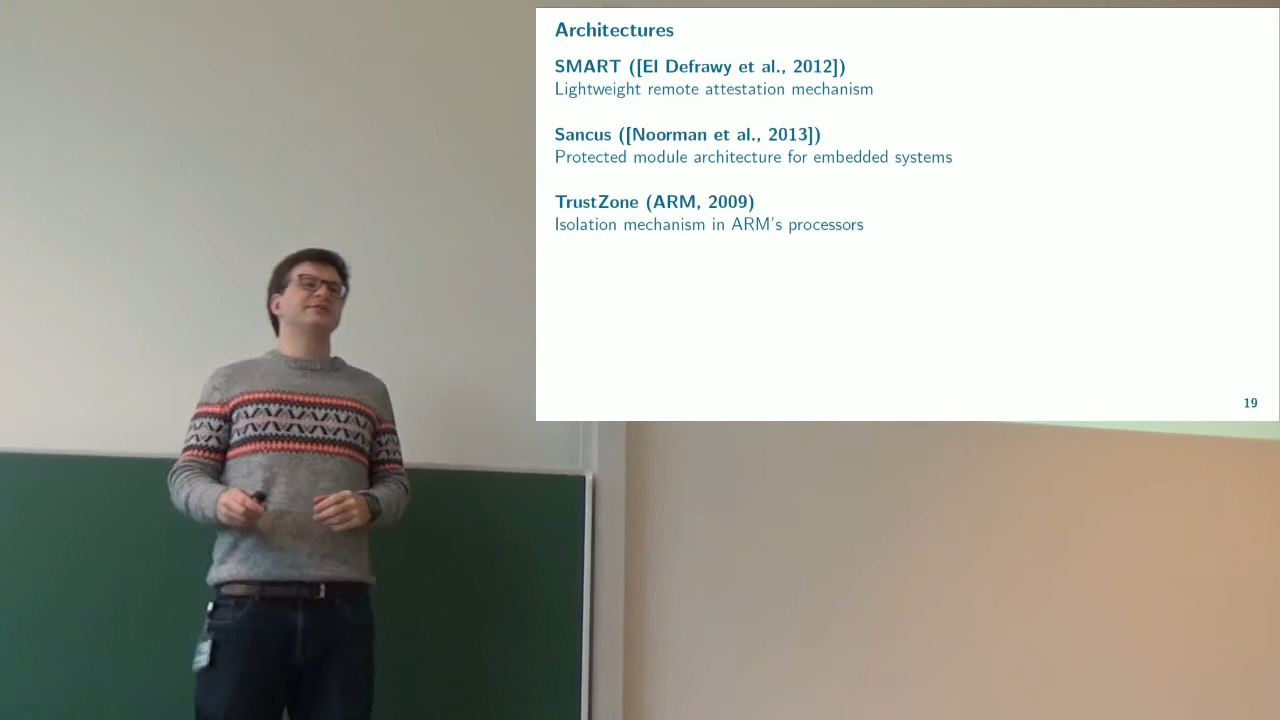 Architectures
SMART ([El Defrawy et al., 2012])
Lightweight remote attestation mechanism
Sancus ([Noorman et al., 2013])
Protected module architecture for embedded systems
TrustZone (ARM, 2009)
Isolation mechanism in ARM's processors
19